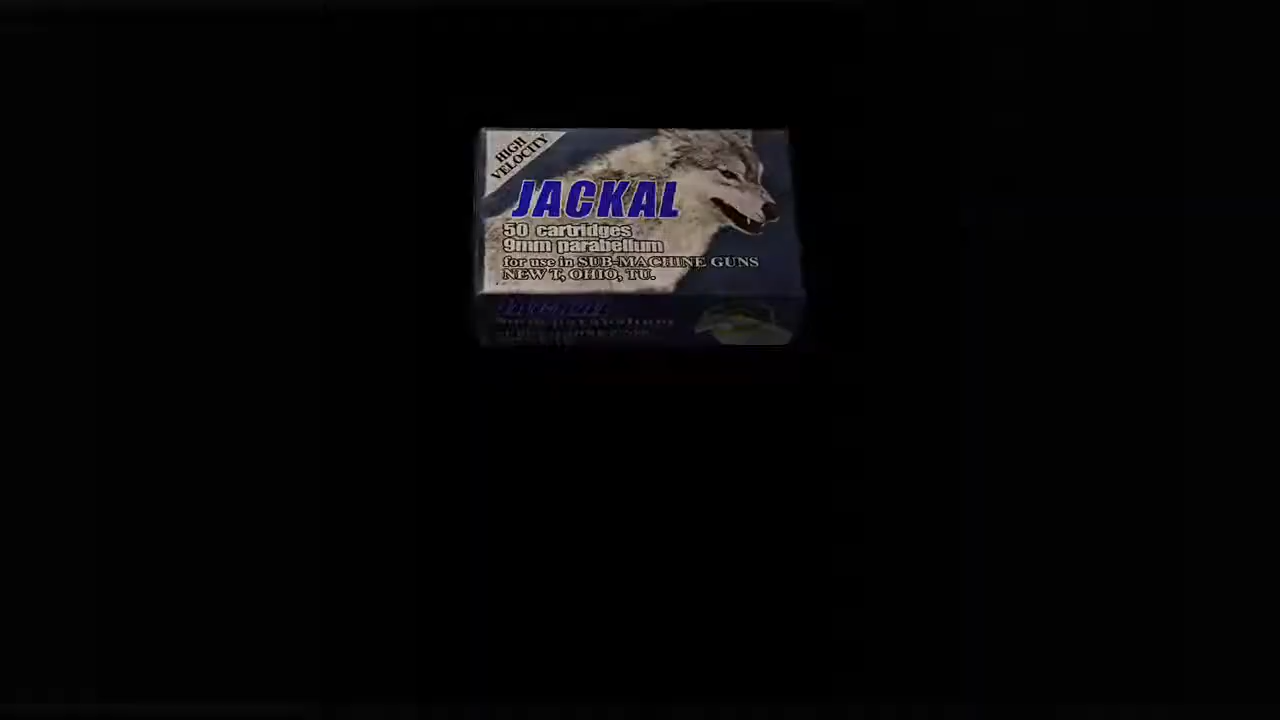 HIGH
VELOCITY
JACKAL
50 cartridges
9mm parabellum
for use in SUB-MACHINE GUNS
NEW T, OHIO, TU.